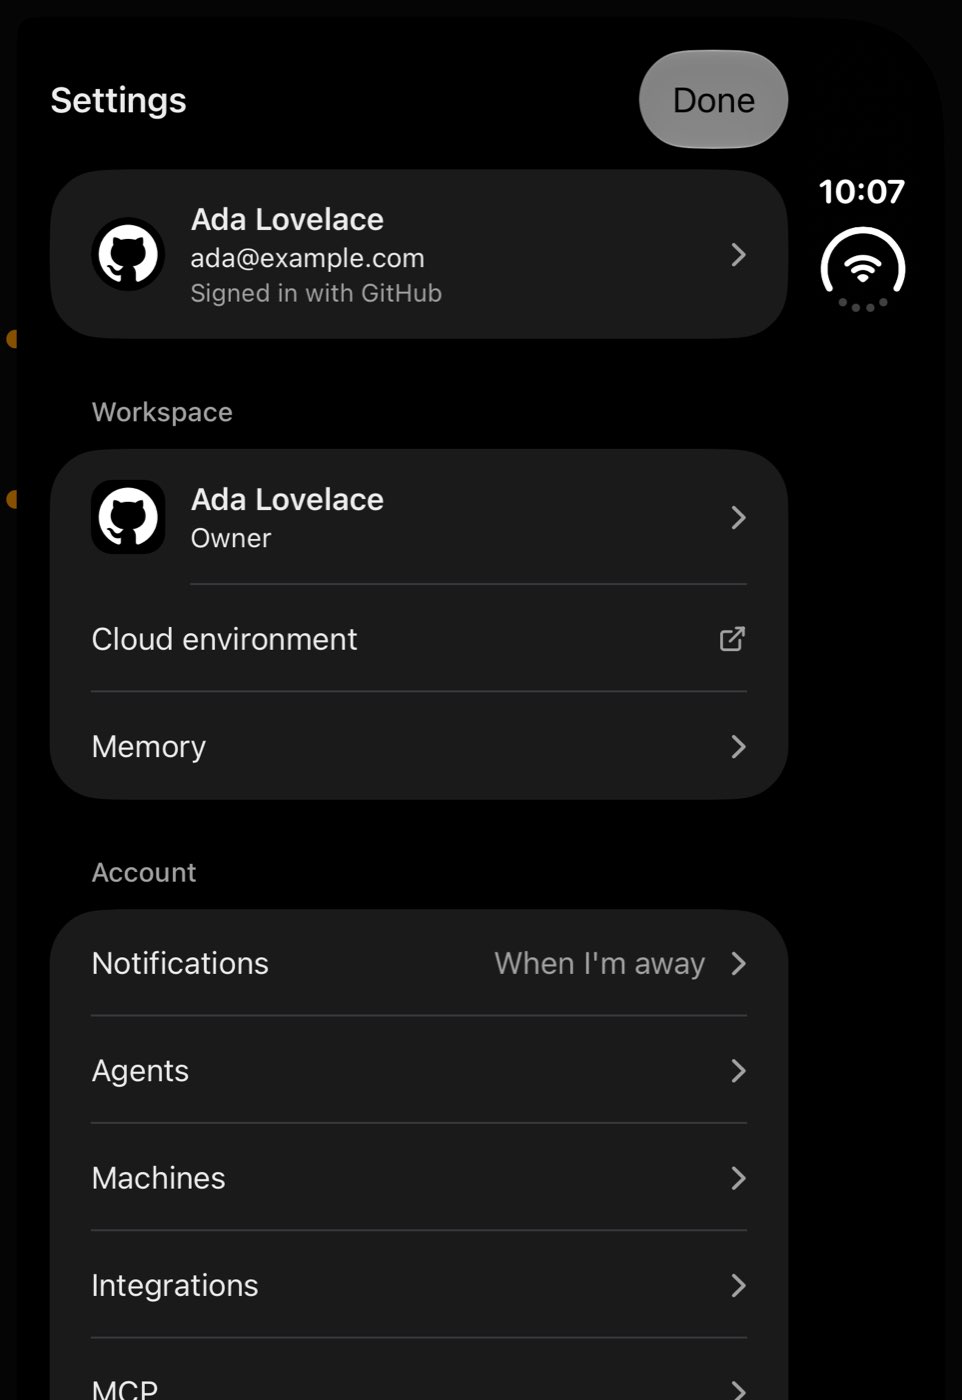 Settings
Done
10:07
Ada Lovelace
ada@example.com
Signed in with GitHub
Workspace
Ada Lovelace
Owner
Cloud environment
Memory
Account
Notifications
When I'm away
Agents
Machines
Integrations
MCP